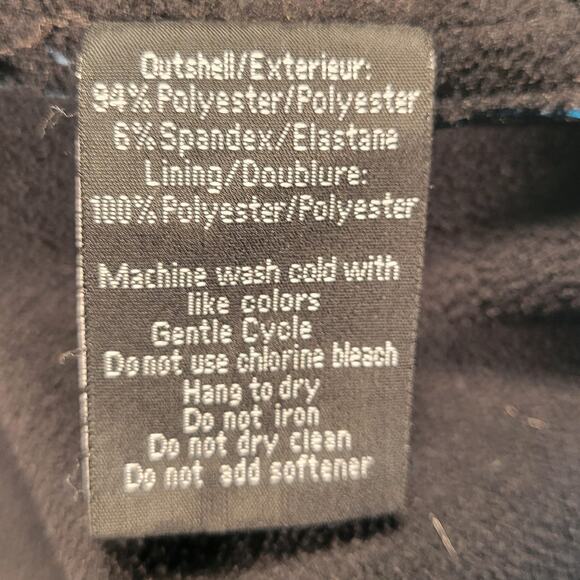 Outshell/Exterieur:
94% Polyester/Polyester
6% Spandex/Elastane
Lining/Doublure:
100% Polyester/Polyester
Machine wash cold with
like colors
Gentle Cycle
Do not use chlorine bleach
Hang to dry
Do not iron
Do not dry clean
Do not add softener